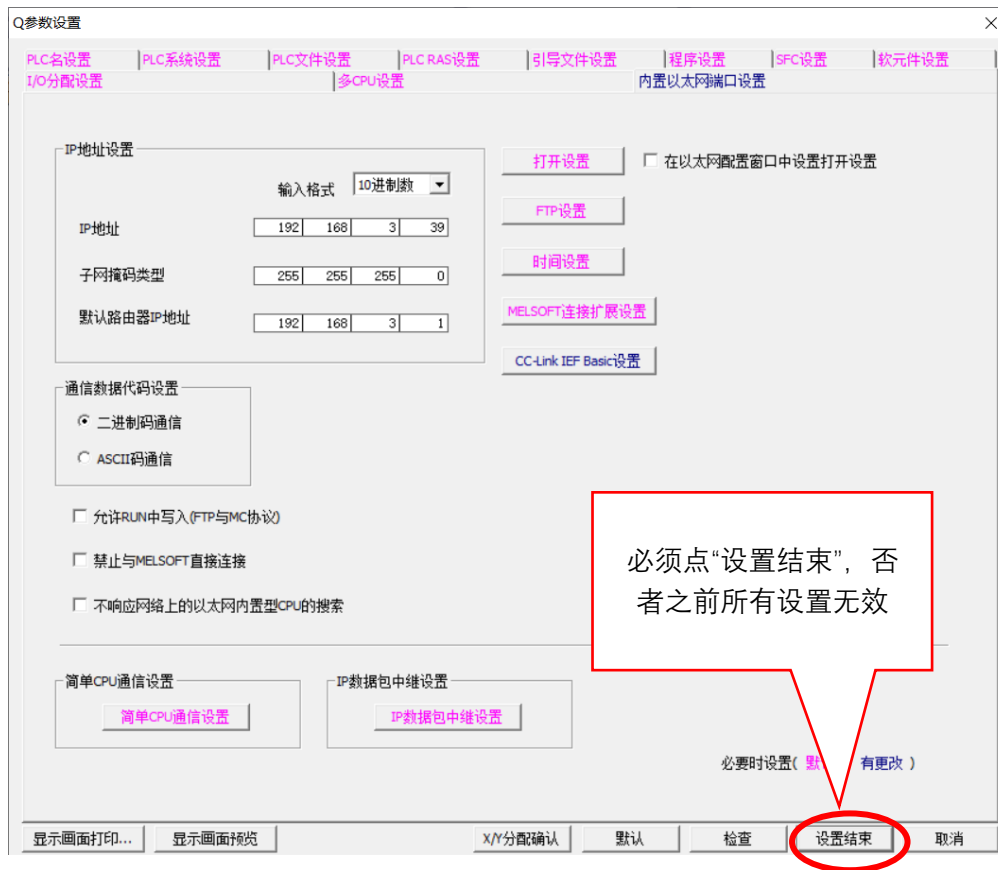 Q参数设置
PLC名设置 PLC系统设置 PLC文件设置 PLC RAS设置 引导文件设置 程序设置 SFC设置 软元件设置
I/O分配设置 多CPU设置 内置以太网端口设置
IP地址设置
输入格式 10进制数
IP地址 192 168 3 39
子网掩码类型 255 255 255 0
默认路由器IP地址 192 168 3 1
打开设置 在以太网配置窗口中设置打开设置
FTP设置
时间设置
MELSOFT连接扩展设置
CC-Link IEF Basic设置
通信数据代码设置
二进制码通信
ASCII码通信
允许RUN中写入(FTP与MC协议)
禁止与MELSOFT直接连接
不响应网络上的以太网内置型CPU的搜索
必须点“设置结束”，否
者之前所有设置无效
简单CPU通信设置
简单CPU通信设置
IP数据包中继设置
IP数据包中继设置
必要时设置( 默 有更改 )
显示画面打印... 显示画面预览 X/Y分配确认 默认 检查 设置结束 取消